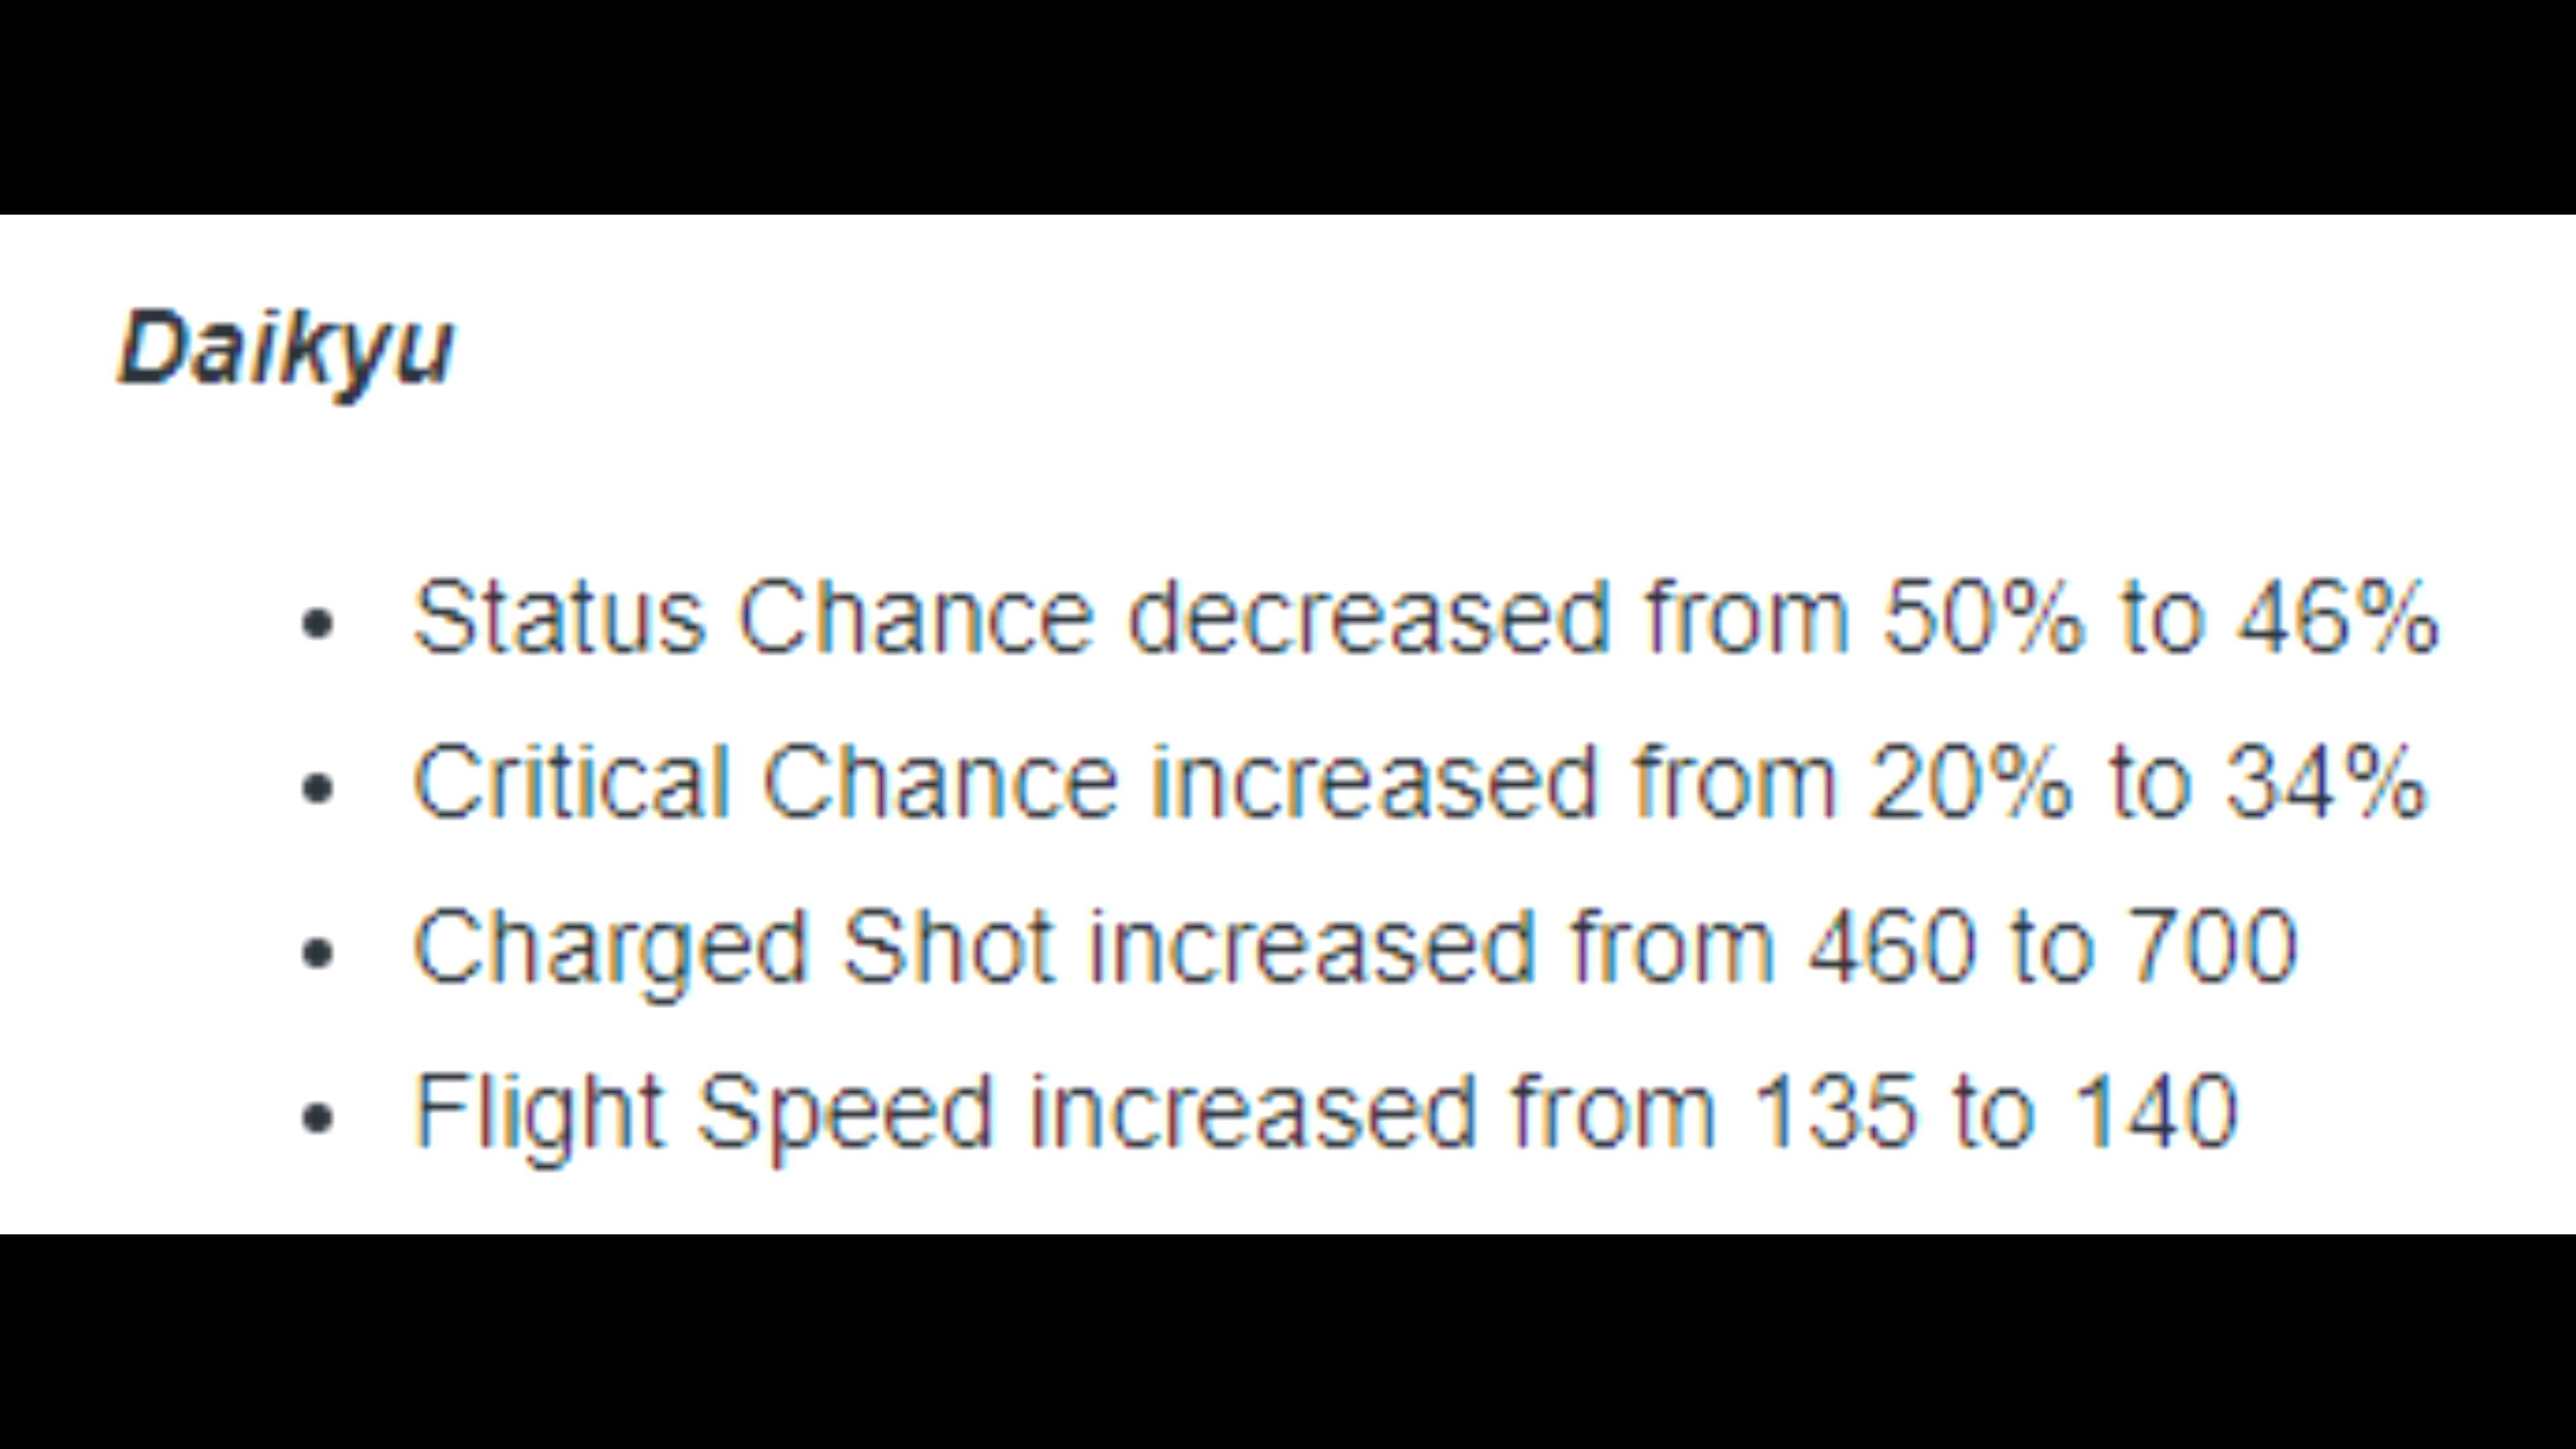 Daikyu
• Status Chance decreased from 50% to 46%
• Critical Chance increased from 20% to 34%
• Charged Shot increased from 460 to 700
• Flight Speed increased from 135 to 140